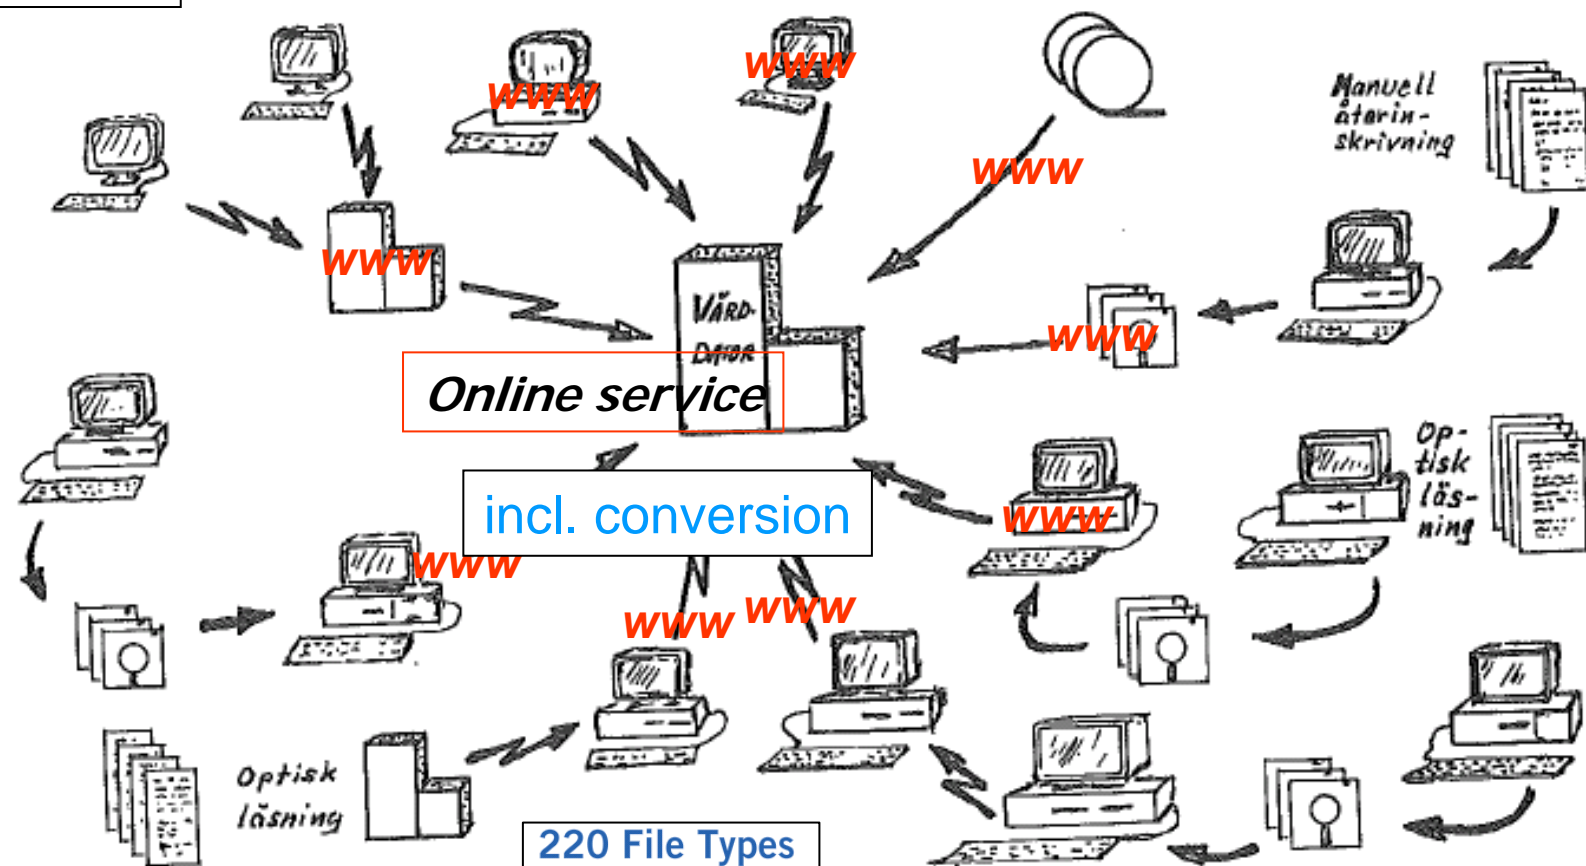 www
www
www
Manuell
återin-
skrivning
www
VÄRD-
DATOR
www
Online service
Op-
tisk
läs-
ning
incl. conversion
www
www
www
www
Optisk
läsning
220 File Types